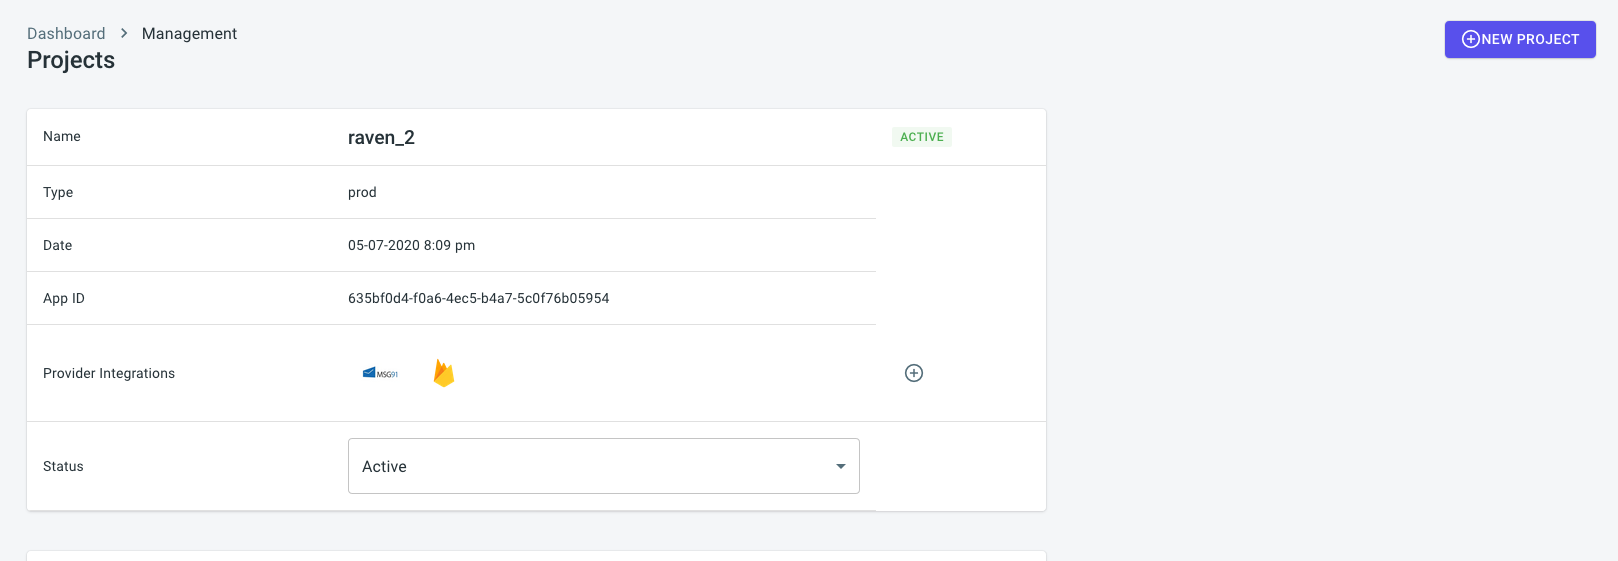 Dashboard > Management
Projects
NEW PROJECT
Name raven_2 ACTIVE
Type prod
Date 05-07-2020 8:09 pm
App ID 635bf0d4-f0a6-4ec5-b4a7-5c0f76b05954
Provider Integrations MSG91
Status Active